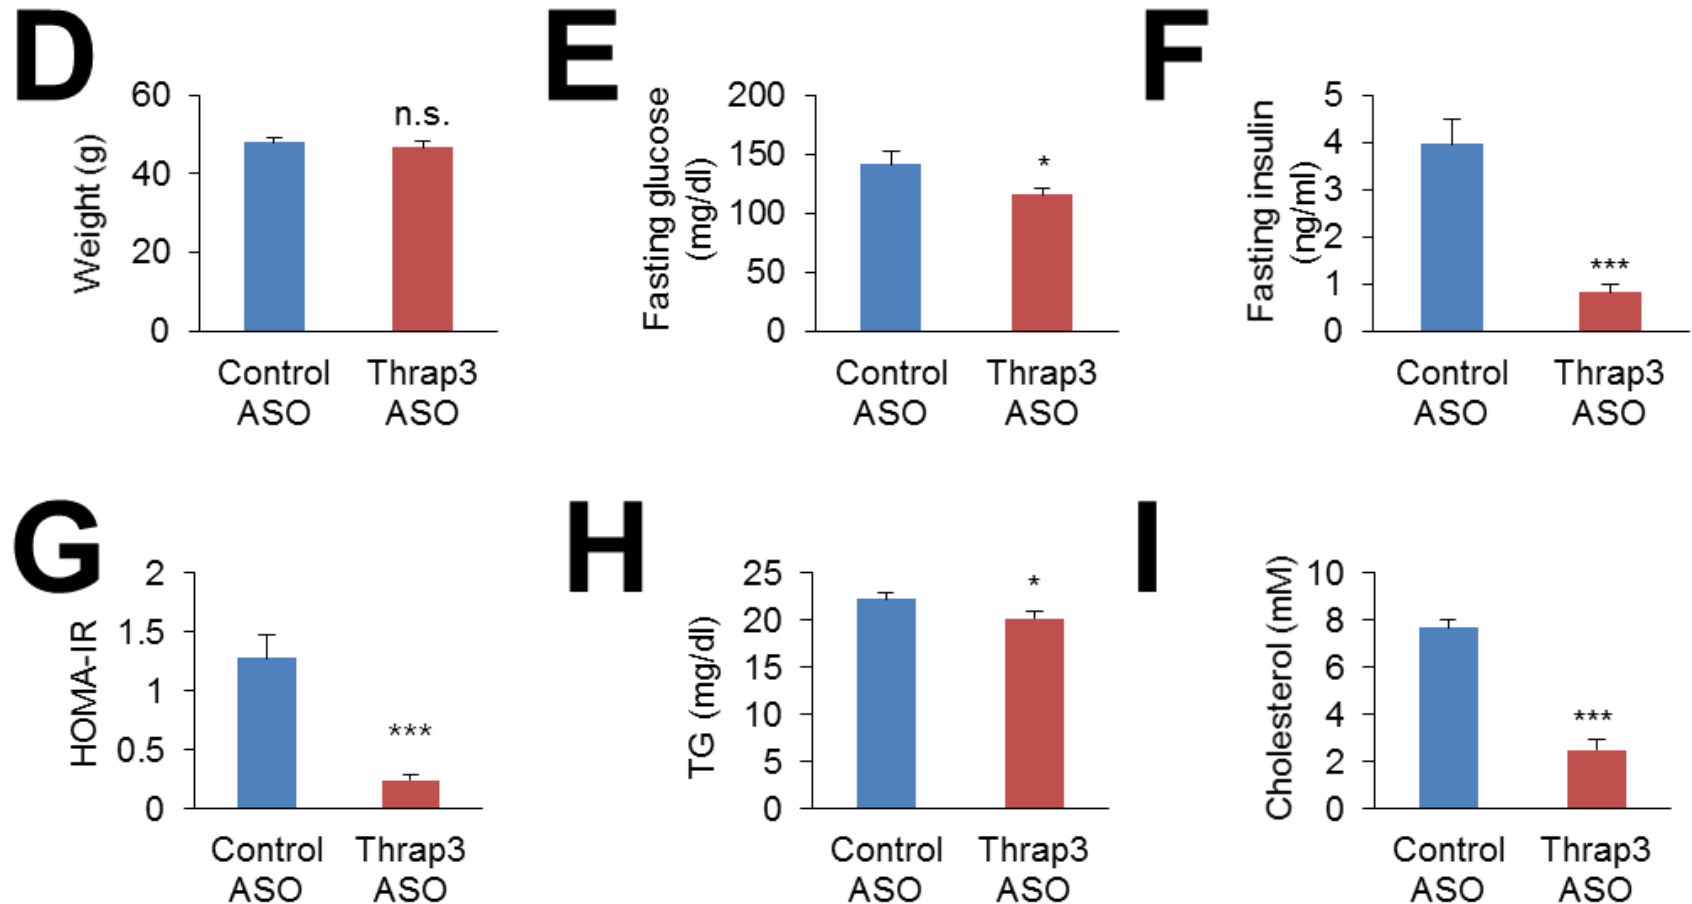 D
Weight (g)
60
40
20
0
n.s.
Control
ASO
Thrap3
ASO
E
Fasting glucose
(mg/dl)
200
150
100
50
0
*
Control
ASO
Thrap3
ASO
F
Fasting insulin
(ng/ml)
5
4
3
2
1
0
***
Control
ASO
Thrap3
ASO
G
HOMA-IR
2
1.5
1
0.5
0
***
Control
ASO
Thrap3
ASO
H
TG (mg/dl)
25
20
15
10
5
0
*
Control
ASO
Thrap3
ASO
I
Cholesterol (mM)
10
8
6
4
2
0
***
Control
ASO
Thrap3
ASO